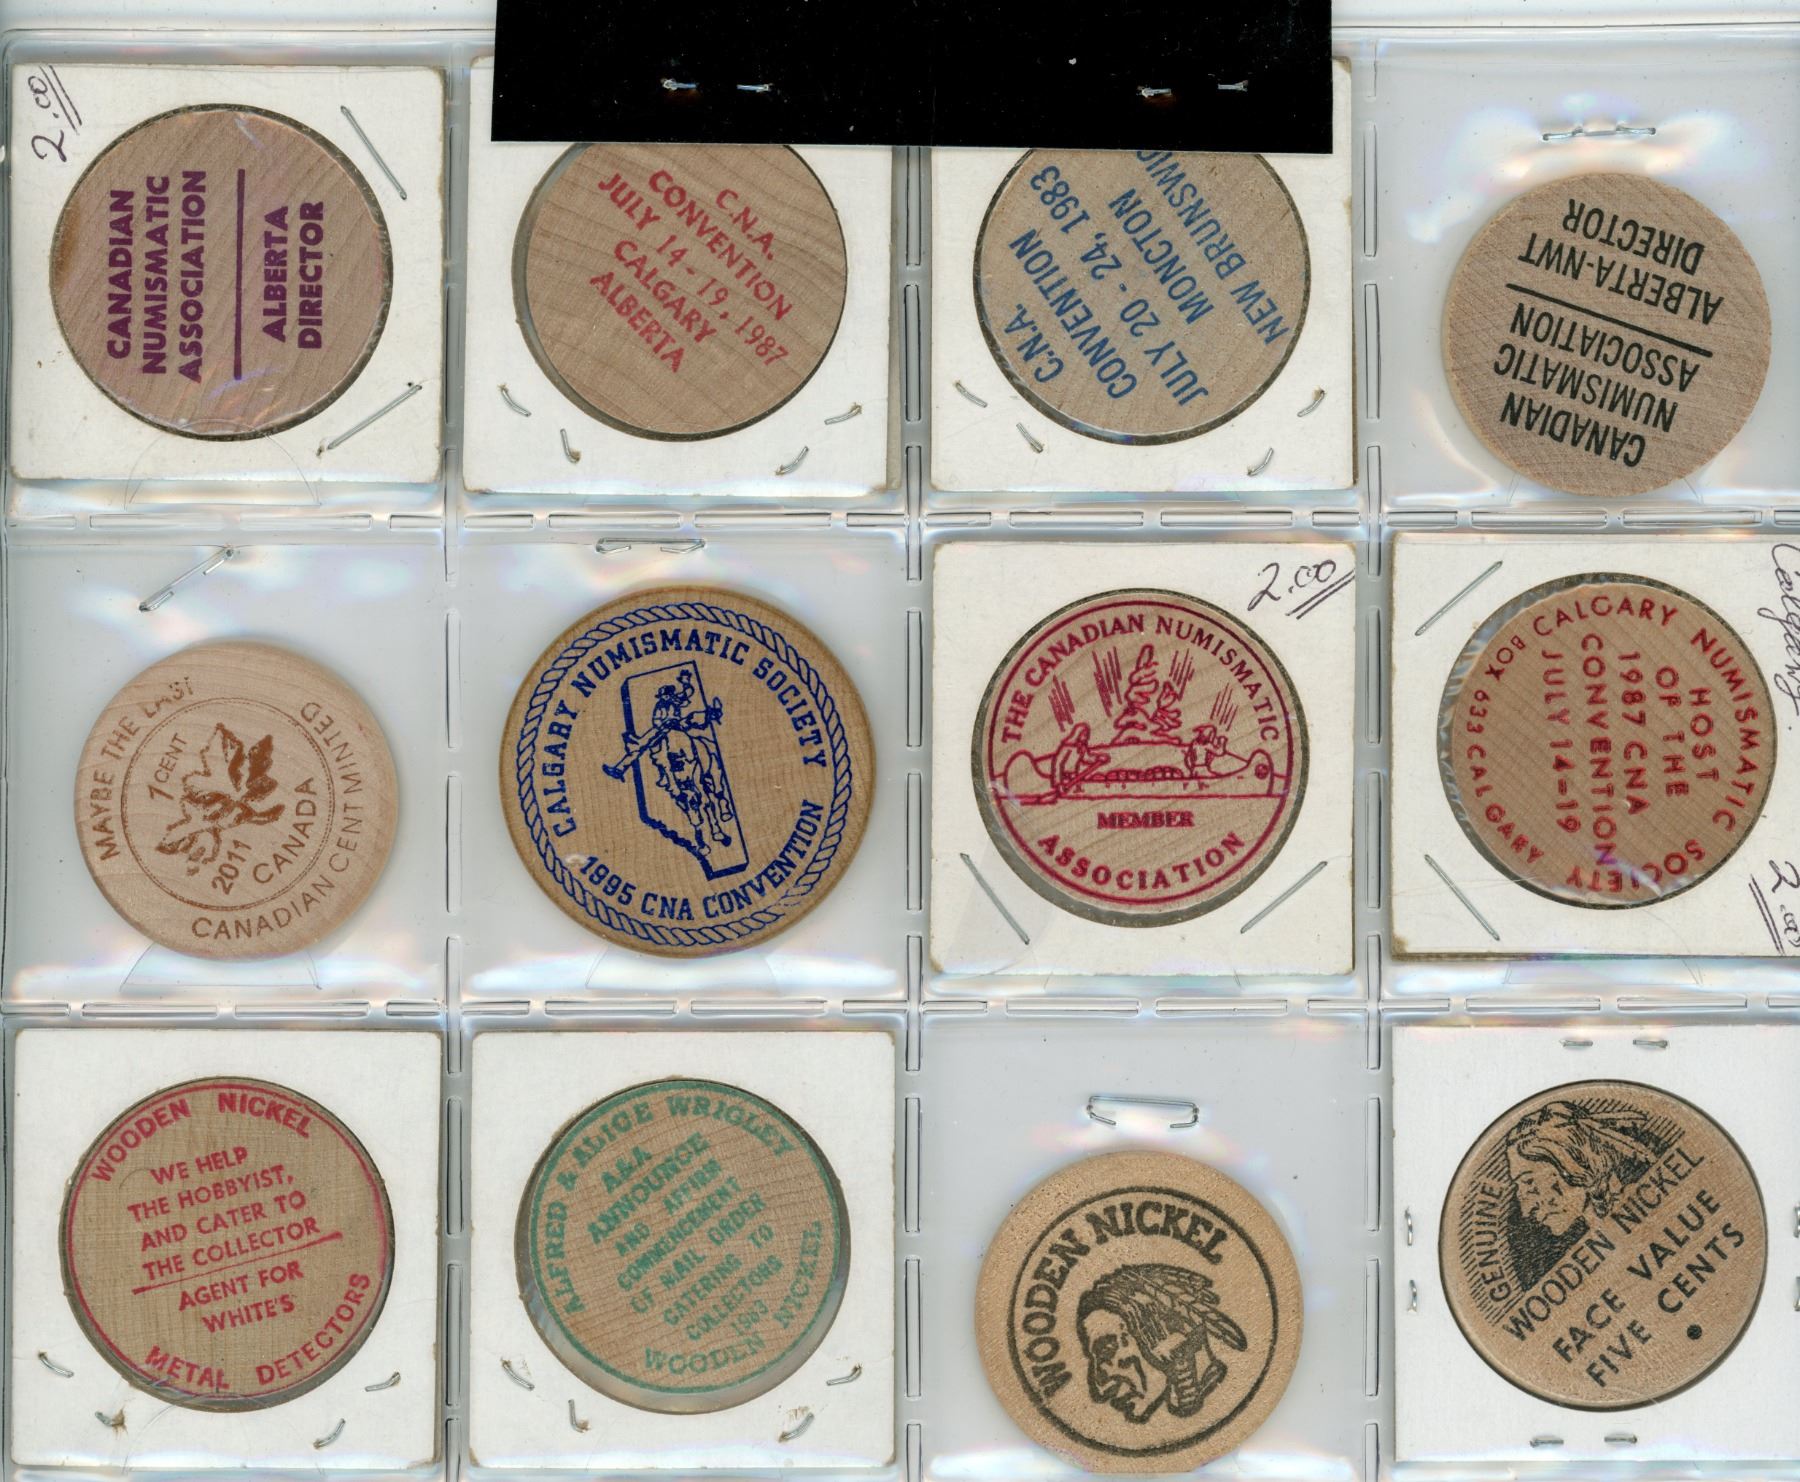 2.00
CANADIAN
NUMISMATIC
ASSOCIATION
ALBERTA
DIRECTOR
C.N.A.
CONVENTION
JULY 14-19, 1987
CALGARY
ALBERTA
C.N.A.
CONVENTION
JULY 20-24, 1983
MONCTON
NEW BRUNSWIC
CANADIAN
NUMISMATIC
ASSOCIATION
ALBERTA-NWT
DIRECTOR
MAYBE THE LAST
CANADIAN CENT MINTED
1 CENT
2011
CANADA
CALGARY NUMISMATIC SOCIETY
1995 CNA CONVENTION
2.00
THE CANADIAN NUMISMATIC
MEMBER
ASSOCIATION
Calgary
2.00
CALGARY NUMISMATIC SOCIETY
BOX 633 CALGARY
HOST
OF THE
1987 CNA
CONVENTION
JULY 14-19
WOODEN NICKEL
WE HELP
THE HOBBYIST,
AND CATER TO
THE COLLECTOR
AGENT FOR
WHITE'S
METAL DETECTORS
ALFRED & ALICE WRIGLEY
A&A
ANNOUNCE
AND AFFIRM
COMMENCEMENT
OF MAIL ORDER
CATERING TO
COLLECTORS
1983
WOODEN NICKEL
WOODEN NICKEL
GENUINE
WOODEN NICKEL
FACE VALUE
FIVE CENTS